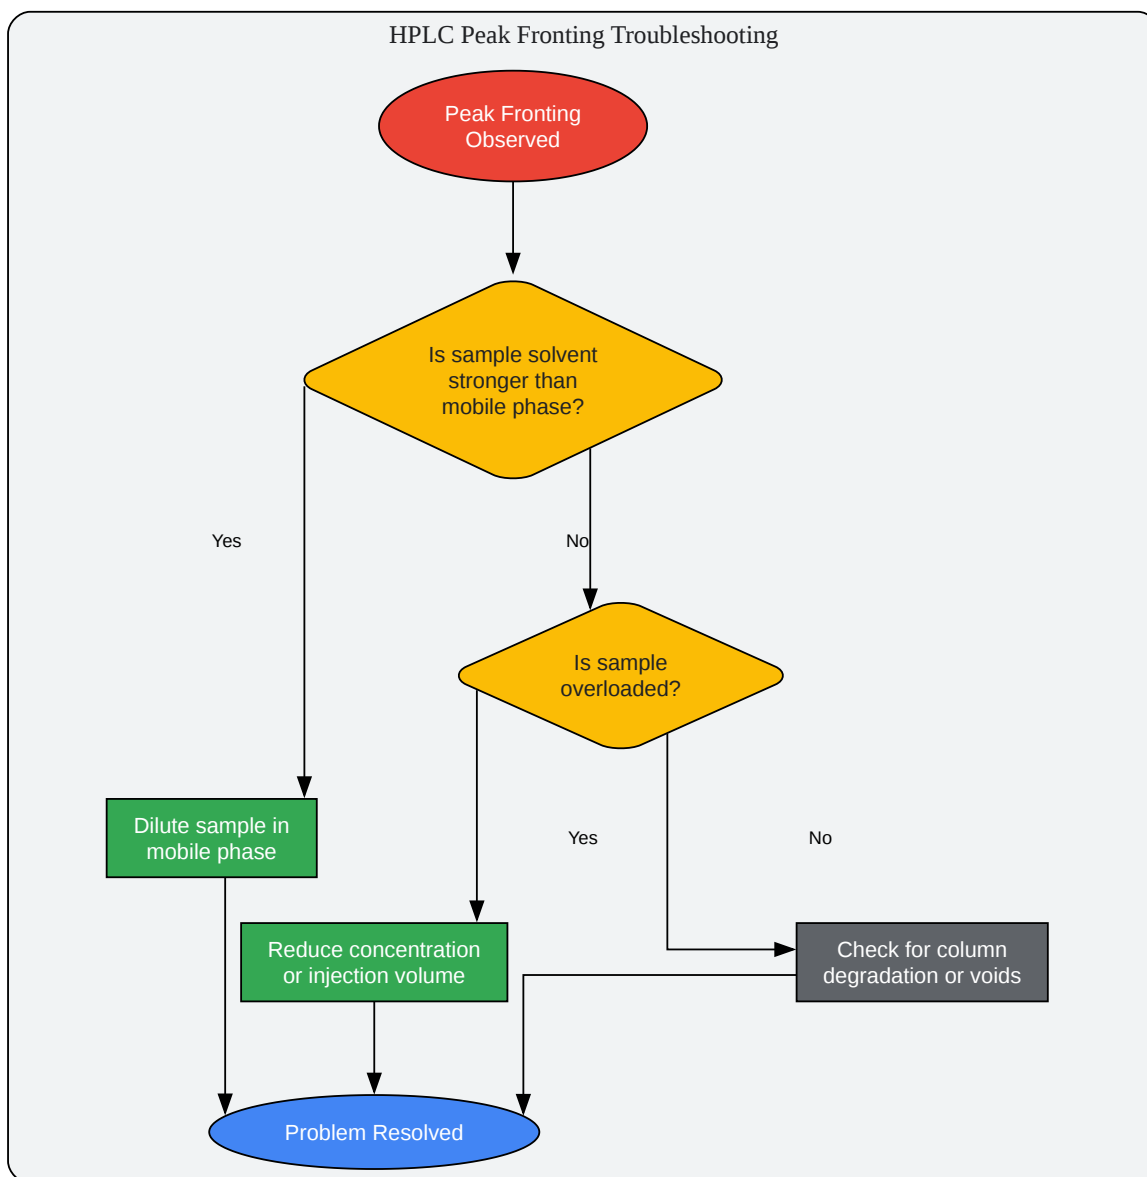 HPLC Peak Fronting Troubleshooting
Peak Fronting
Observed
Is sample solvent
stronger than
mobile phase?
Yes
No
Is sample
overloaded?
Dilute sample in
mobile phase
Yes
No
Reduce concentration
or injection volume
Check for column
degradation or voids
Problem Resolved